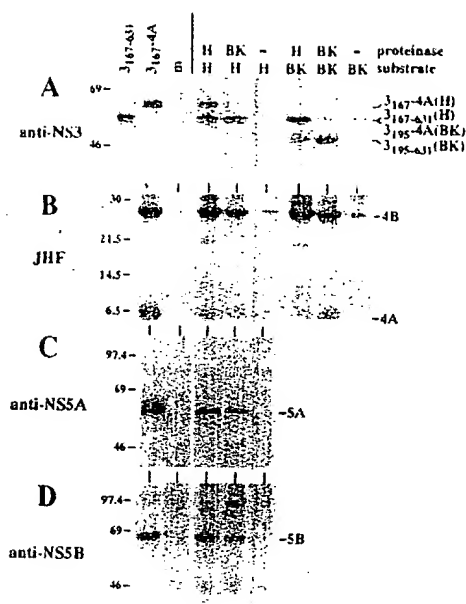 3167-631
3167-4A
m
H BK – H BK – proteinase
H H H BK BK BK substrate
A
anti-NS3
69 –
46 –
3167-4A(H)
3167-631(H)
3195-4A(BK)
3195-631(BK)
B
JHF
30 –
21.5 –
14.5 –
6.5 –
–4B
–4A
C
anti-NS5A
97.4 –
69 –
46 –
–5A
D
anti-NS5B
97.4 –
69 –
46 –
–5B